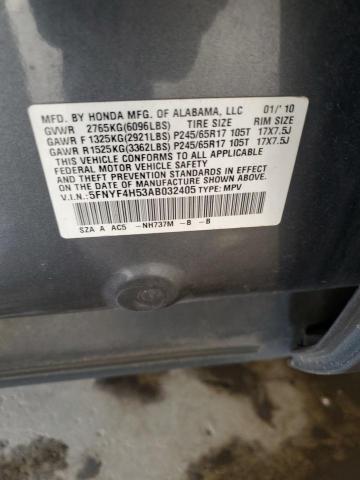 MFD. BY HONDA MFG. OF ALABAMA, LLC 01/'10
GVWR 2765KG(6096LBS) TIRE SIZE RIM SIZE
GAWR F 1325KG(2921LBS) P245/65R17 105T 17X7.5J
GAWR R1525KG(3362LBS) P245/65R17 105T 17X7.5J
THIS VEHICLE CONFORMS TO ALL APPLICABLE
FEDERAL MOTOR VEHICLE SAFETY AND THEFT
PREVENTION STANDARDS IN EFFECT ON THE
DATE OF MANUFACTURE SHOWN ABOVE.
V.I.N.:5FNYF4H53AB032405 TYPE: MPV
SZA A AC5 -NH737M -B -B